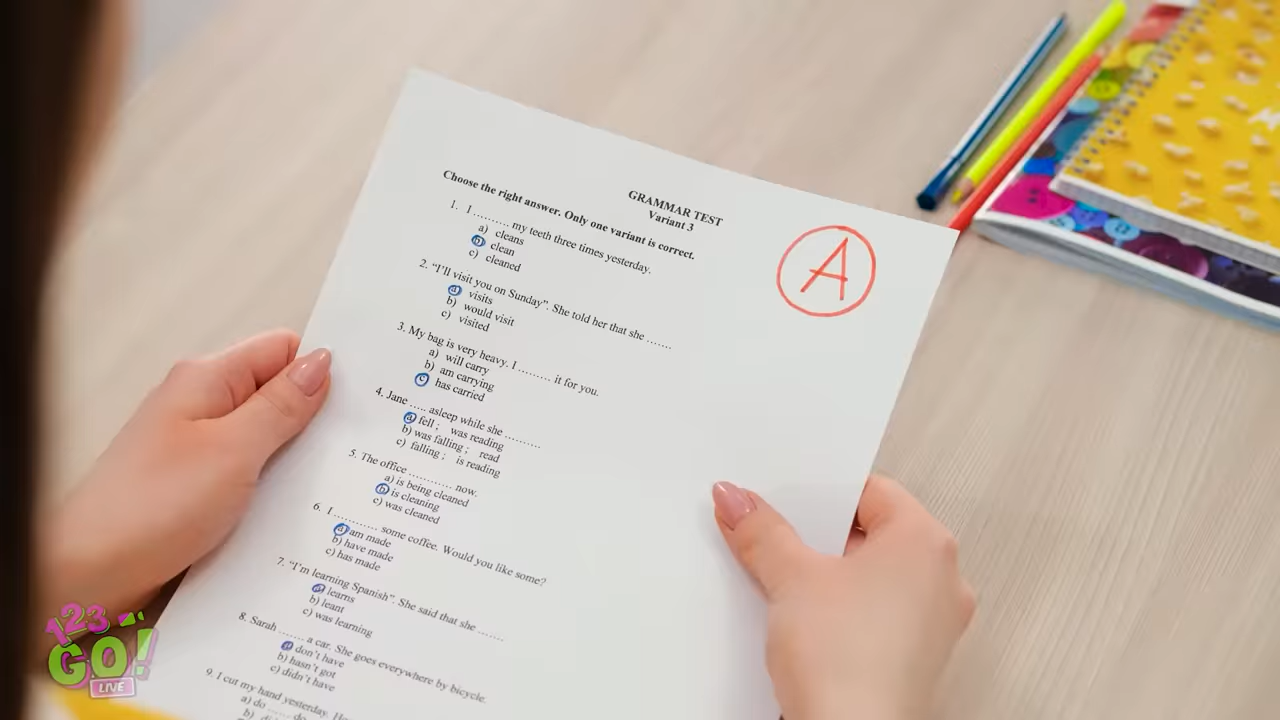 GRAMMAR TEST
Variant 3
Choose the right answer. Only one variant is correct.
1. I .......... my teeth three times yesterday.
a) cleans
b) clean
c) cleaned
2. “I'll visit you on Sunday”. She told her that she .......
a) visits
b) would visit
c) visited
3. My bag is very heavy. I ......... it for you.
a) will carry
b) am carrying
c) has carried
4. Jane ..... asleep while she ..........
a) fell ; was reading
b) was falling ; read
c) falling ; is reading
5. The office ............ now.
a) is being cleaned
b) is cleaning
c) was cleaned
6. I ............ some coffee. Would you like some?
a) am made
b) have made
c) has made
7. “I'm learning Spanish”. She said that she .......
a) learns
b) leant
c) was learning
8. Sarah ....... a car. She goes everywhere by bicycle.
a) don't have
b) hasn't got
c) didn't have
9. I cut my hand yesterday.
a) do ...... do
b)
A
123
GO!
LIVE